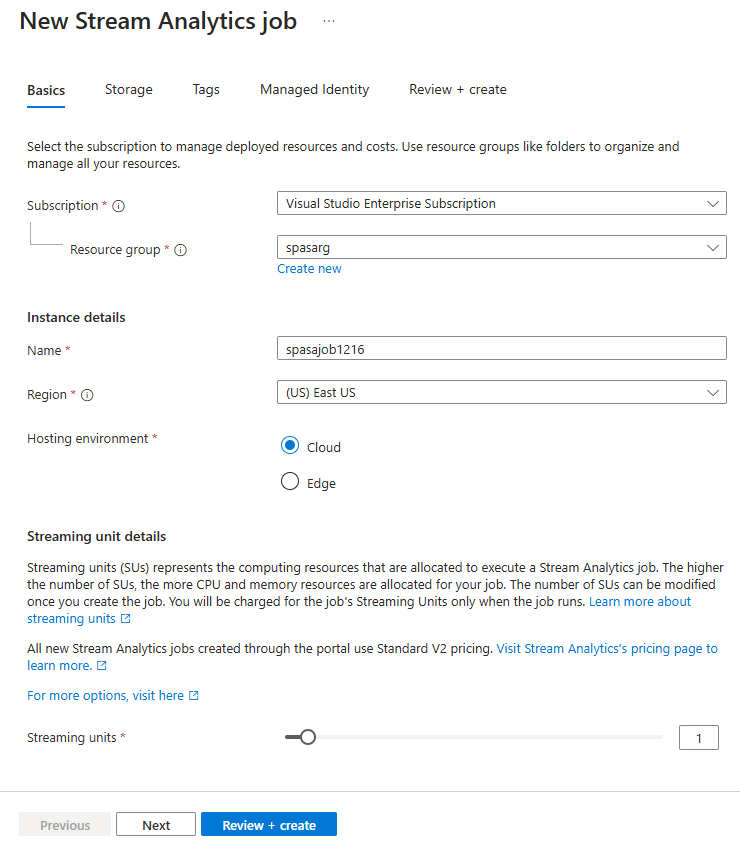 New Stream Analytics job ...
Basics Storage Tags Managed Identity Review + create
Select the subscription to manage deployed resources and costs. Use resource groups like folders to organize and
manage all your resources.
Subscription * Visual Studio Enterprise Subscription
Resource group * spasarg
Create new
Instance details
Name * spasajob1216
Region * (US) East US
Hosting environment *
Cloud
Edge
Streaming unit details
Streaming units (SUs) represents the computing resources that are allocated to execute a Stream Analytics job. The higher
the number of SUs, the more CPU and memory resources are allocated for your job. The number of SUs can be modified
once you create the job. You will be charged for the job's Streaming Units only when the job runs. Learn more about
streaming units
All new Stream Analytics jobs created through the portal use Standard V2 pricing. Visit Stream Analytics's pricing page to
learn more.
For more options, visit here
Streaming units * 1
Previous Next Review + create